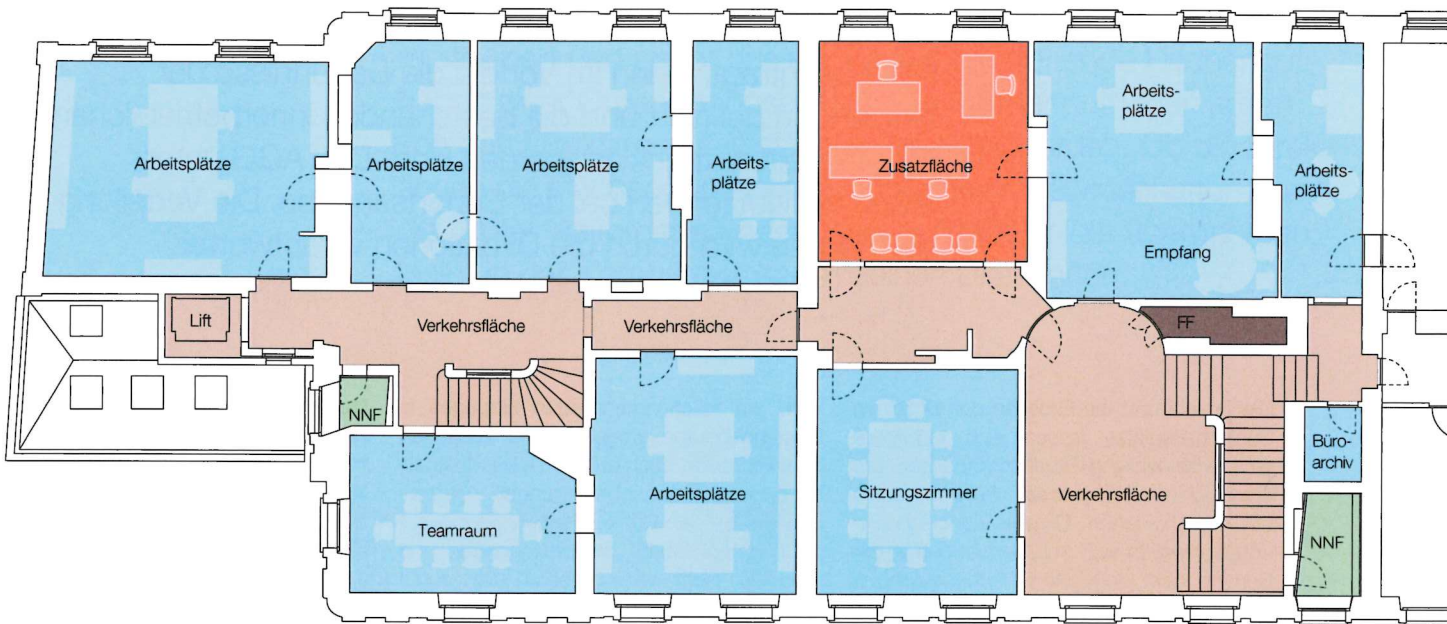 Arbeitsplätze
Arbeitsplätze
Arbeitsplätze
Arbeits-
plätze
Zusatzfläche
Arbeits-
plätze
Empfang
Arbeits-
plätze
Lift
Verkehrsfläche
Verkehrsfläche
FF
NNF
Teamraum
Arbeitsplätze
Sitzungszimmer
Verkehrsfläche
Büro-
archiv
NNF